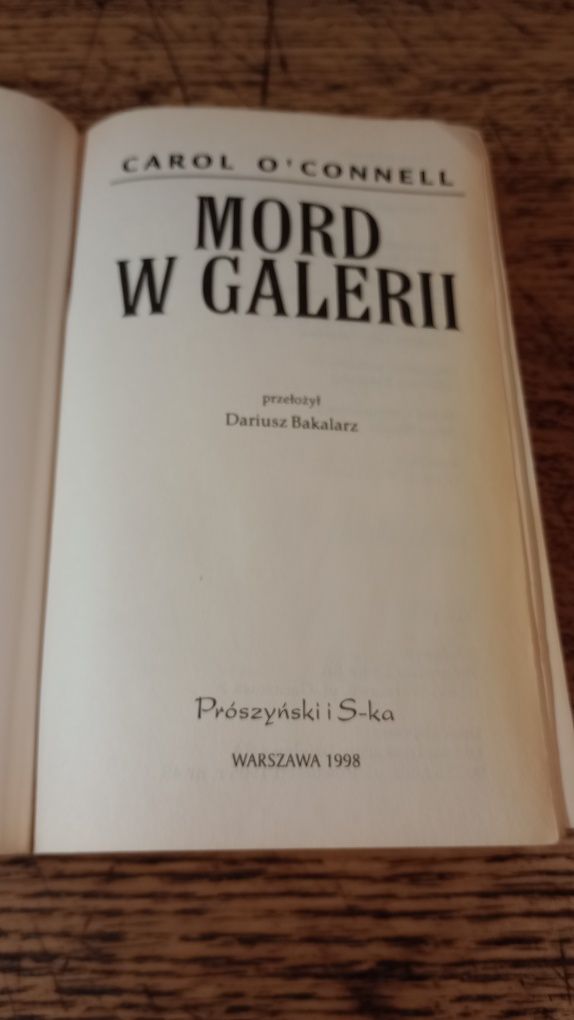 CAROL O'CONNELL
MORD
W GALERII
przełożył
Dariusz Bakalarz
Prószyński i S-ka
WARSZAWA 1998